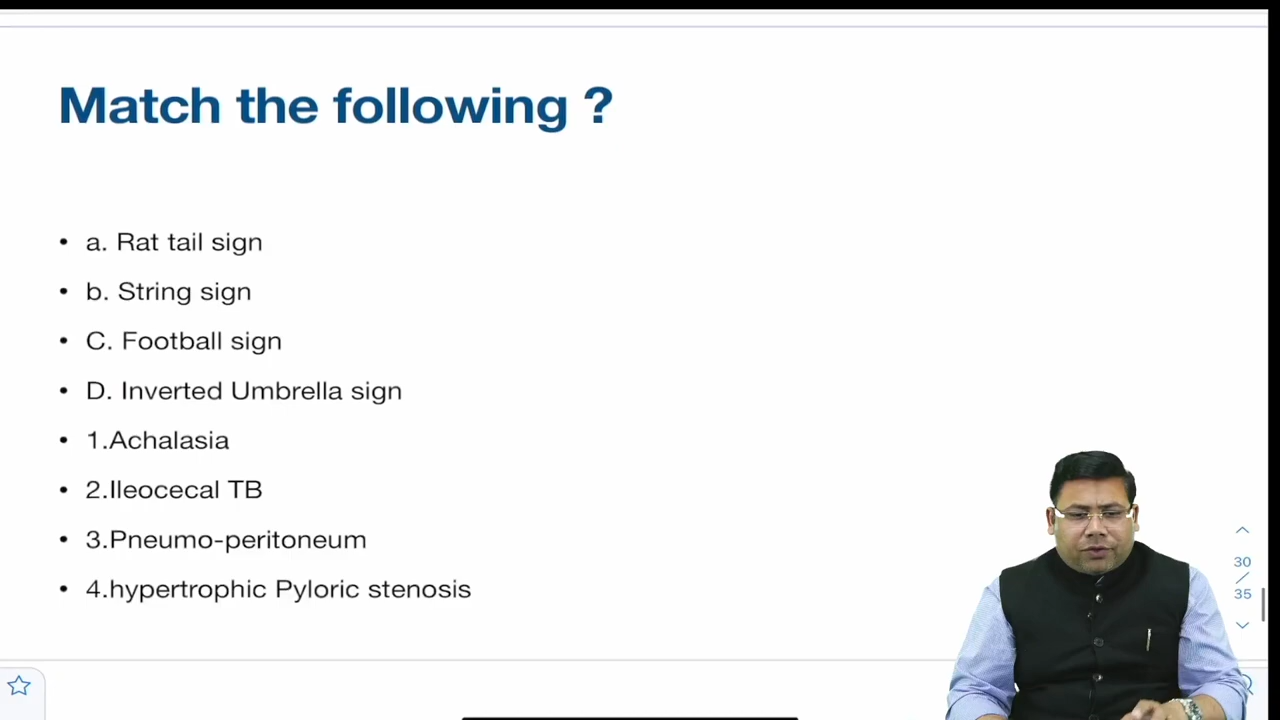 Match the following ?
• a. Rat tail sign
• b. String sign
• C. Football sign
• D. Inverted Umbrella sign
• 1.Achalasia
• 2.Ileocecal TB
• 3.Pneumo-peritoneum
• 4.hypertrophic Pyloric stenosis
30
/
35